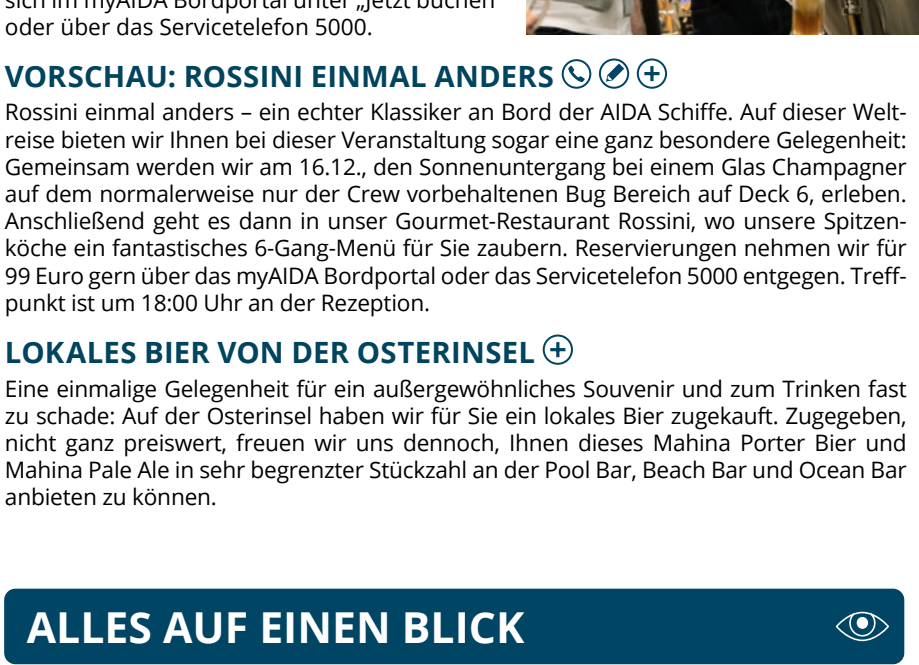 sich im myAIDA Bordportal unter „Jetzt buchen
oder über das Servicetelefon 5000.
VORSCHAU: ROSSINI EINMAL ANDERS
Rossini einmal anders – ein echter Klassiker an Bord der AIDA Schiffe. Auf dieser Welt-
reise bieten wir Ihnen bei dieser Veranstaltung sogar eine ganz besondere Gelegenheit:
Gemeinsam werden wir am 16.12., den Sonnenuntergang bei einem Glas Champagner
auf dem normalerweise nur der Crew vorbehaltenen Bug Bereich auf Deck 6, erleben.
Anschließend geht es dann in unser Gourmet-Restaurant Rossini, wo unsere Spitzen-
köche ein fantastisches 6-Gang-Menü für Sie zaubern. Reservierungen nehmen wir für
99 Euro gern über das myAIDA Bordportal oder das Servicetelefon 5000 entgegen. Treff-
punkt ist um 18:00 Uhr an der Rezeption.
LOKALES BIER VON DER OSTERINSEL
Eine einmalige Gelegenheit für ein außergewöhnliches Souvenir und zum Trinken fast
zu schade: Auf der Osterinsel haben wir für Sie ein lokales Bier zugekauft. Zugegeben,
nicht ganz preiswert, freuen wir uns dennoch, Ihnen dieses Mahina Porter Bier und
Mahina Pale Ale in sehr begrenzter Stückzahl an der Pool Bar, Beach Bar und Ocean Bar
anbieten zu können.
ALLES AUF EINEN BLICK